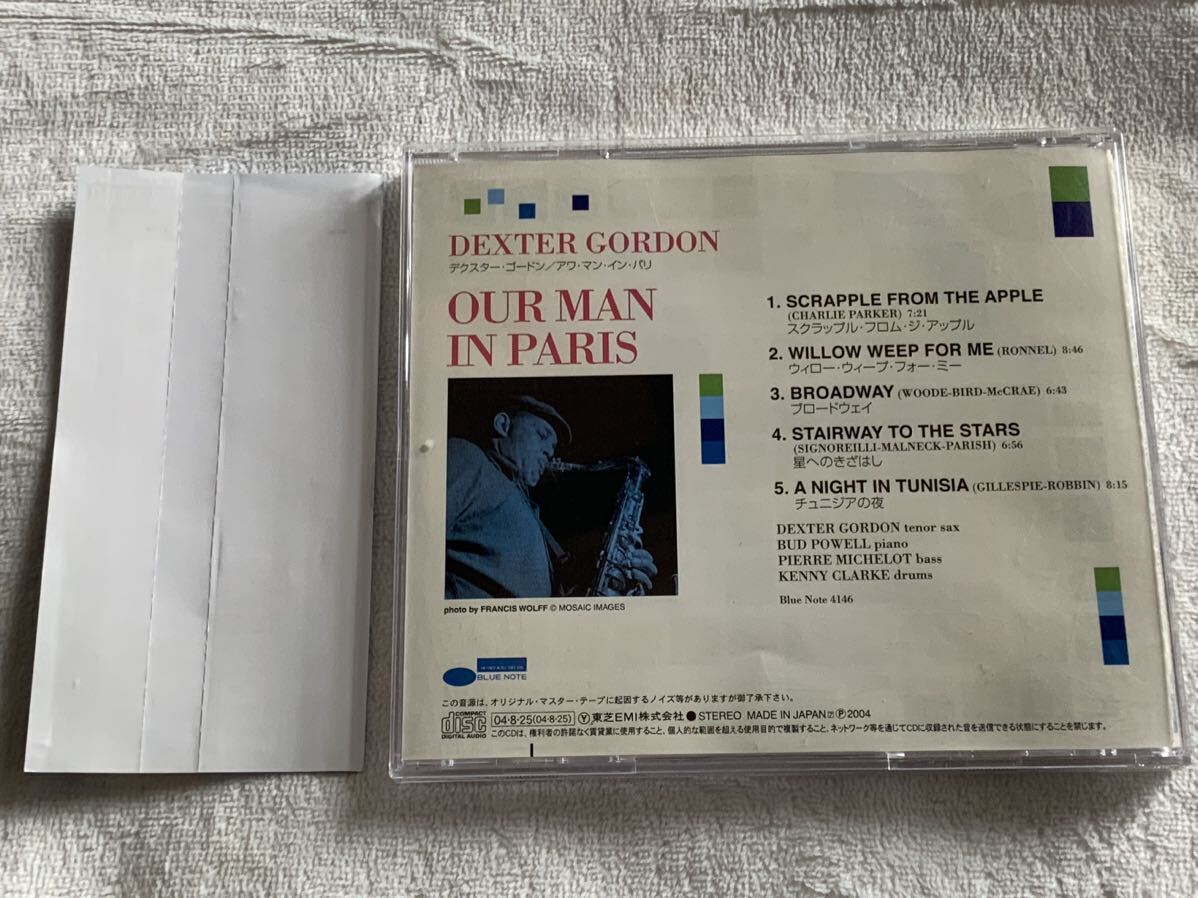 DEXTER GORDON
デクスター・ゴードン／アワ・マン・イン・パリ
OUR MAN
IN PARIS
1. SCRAPPLE FROM THE APPLE
(CHARLIE PARKER) 7:21
スクラップル・フロム・ジ・アップル
2. WILLOW WEEP FOR ME (RONNEL) 8:46
ウィロー・ウィープ・フォー・ミー
3. BROADWAY (WOODE-BIRD-McCRAE) 6:43
ブロードウェイ
4. STAIRWAY TO THE STARS
(SIGNOREILLI-MALNECK-PARISH) 6:56
星へのきざはし
5. A NIGHT IN TUNISIA (GILLESPIE-ROBBIN) 8:15
チュニジアの夜
DEXTER GORDON tenor sax
BUD POWELL piano
PIERRE MICHELOT bass
KENNY CLARKE drums
Blue Note 4146
photo by FRANCIS WOLFF © MOSAIC IMAGES
BLUE NOTE
この音源は、オリジナル・マスター・テープに起因するノイズ等がありますが御了承下さい。
COMPACT disc DIGITAL AUDIO 04・8・25(04・8・25) Ⓨ東芝EMI株式会社●STEREO MADE IN JAPAN ℗2004
このCDは、権利者の許諾なく賃貸業に使用すること、個人的な範囲を超える使用目的で複製すること、ネットワーク等を通じてCDに収録された音を送信できる状態にすることを禁じます。